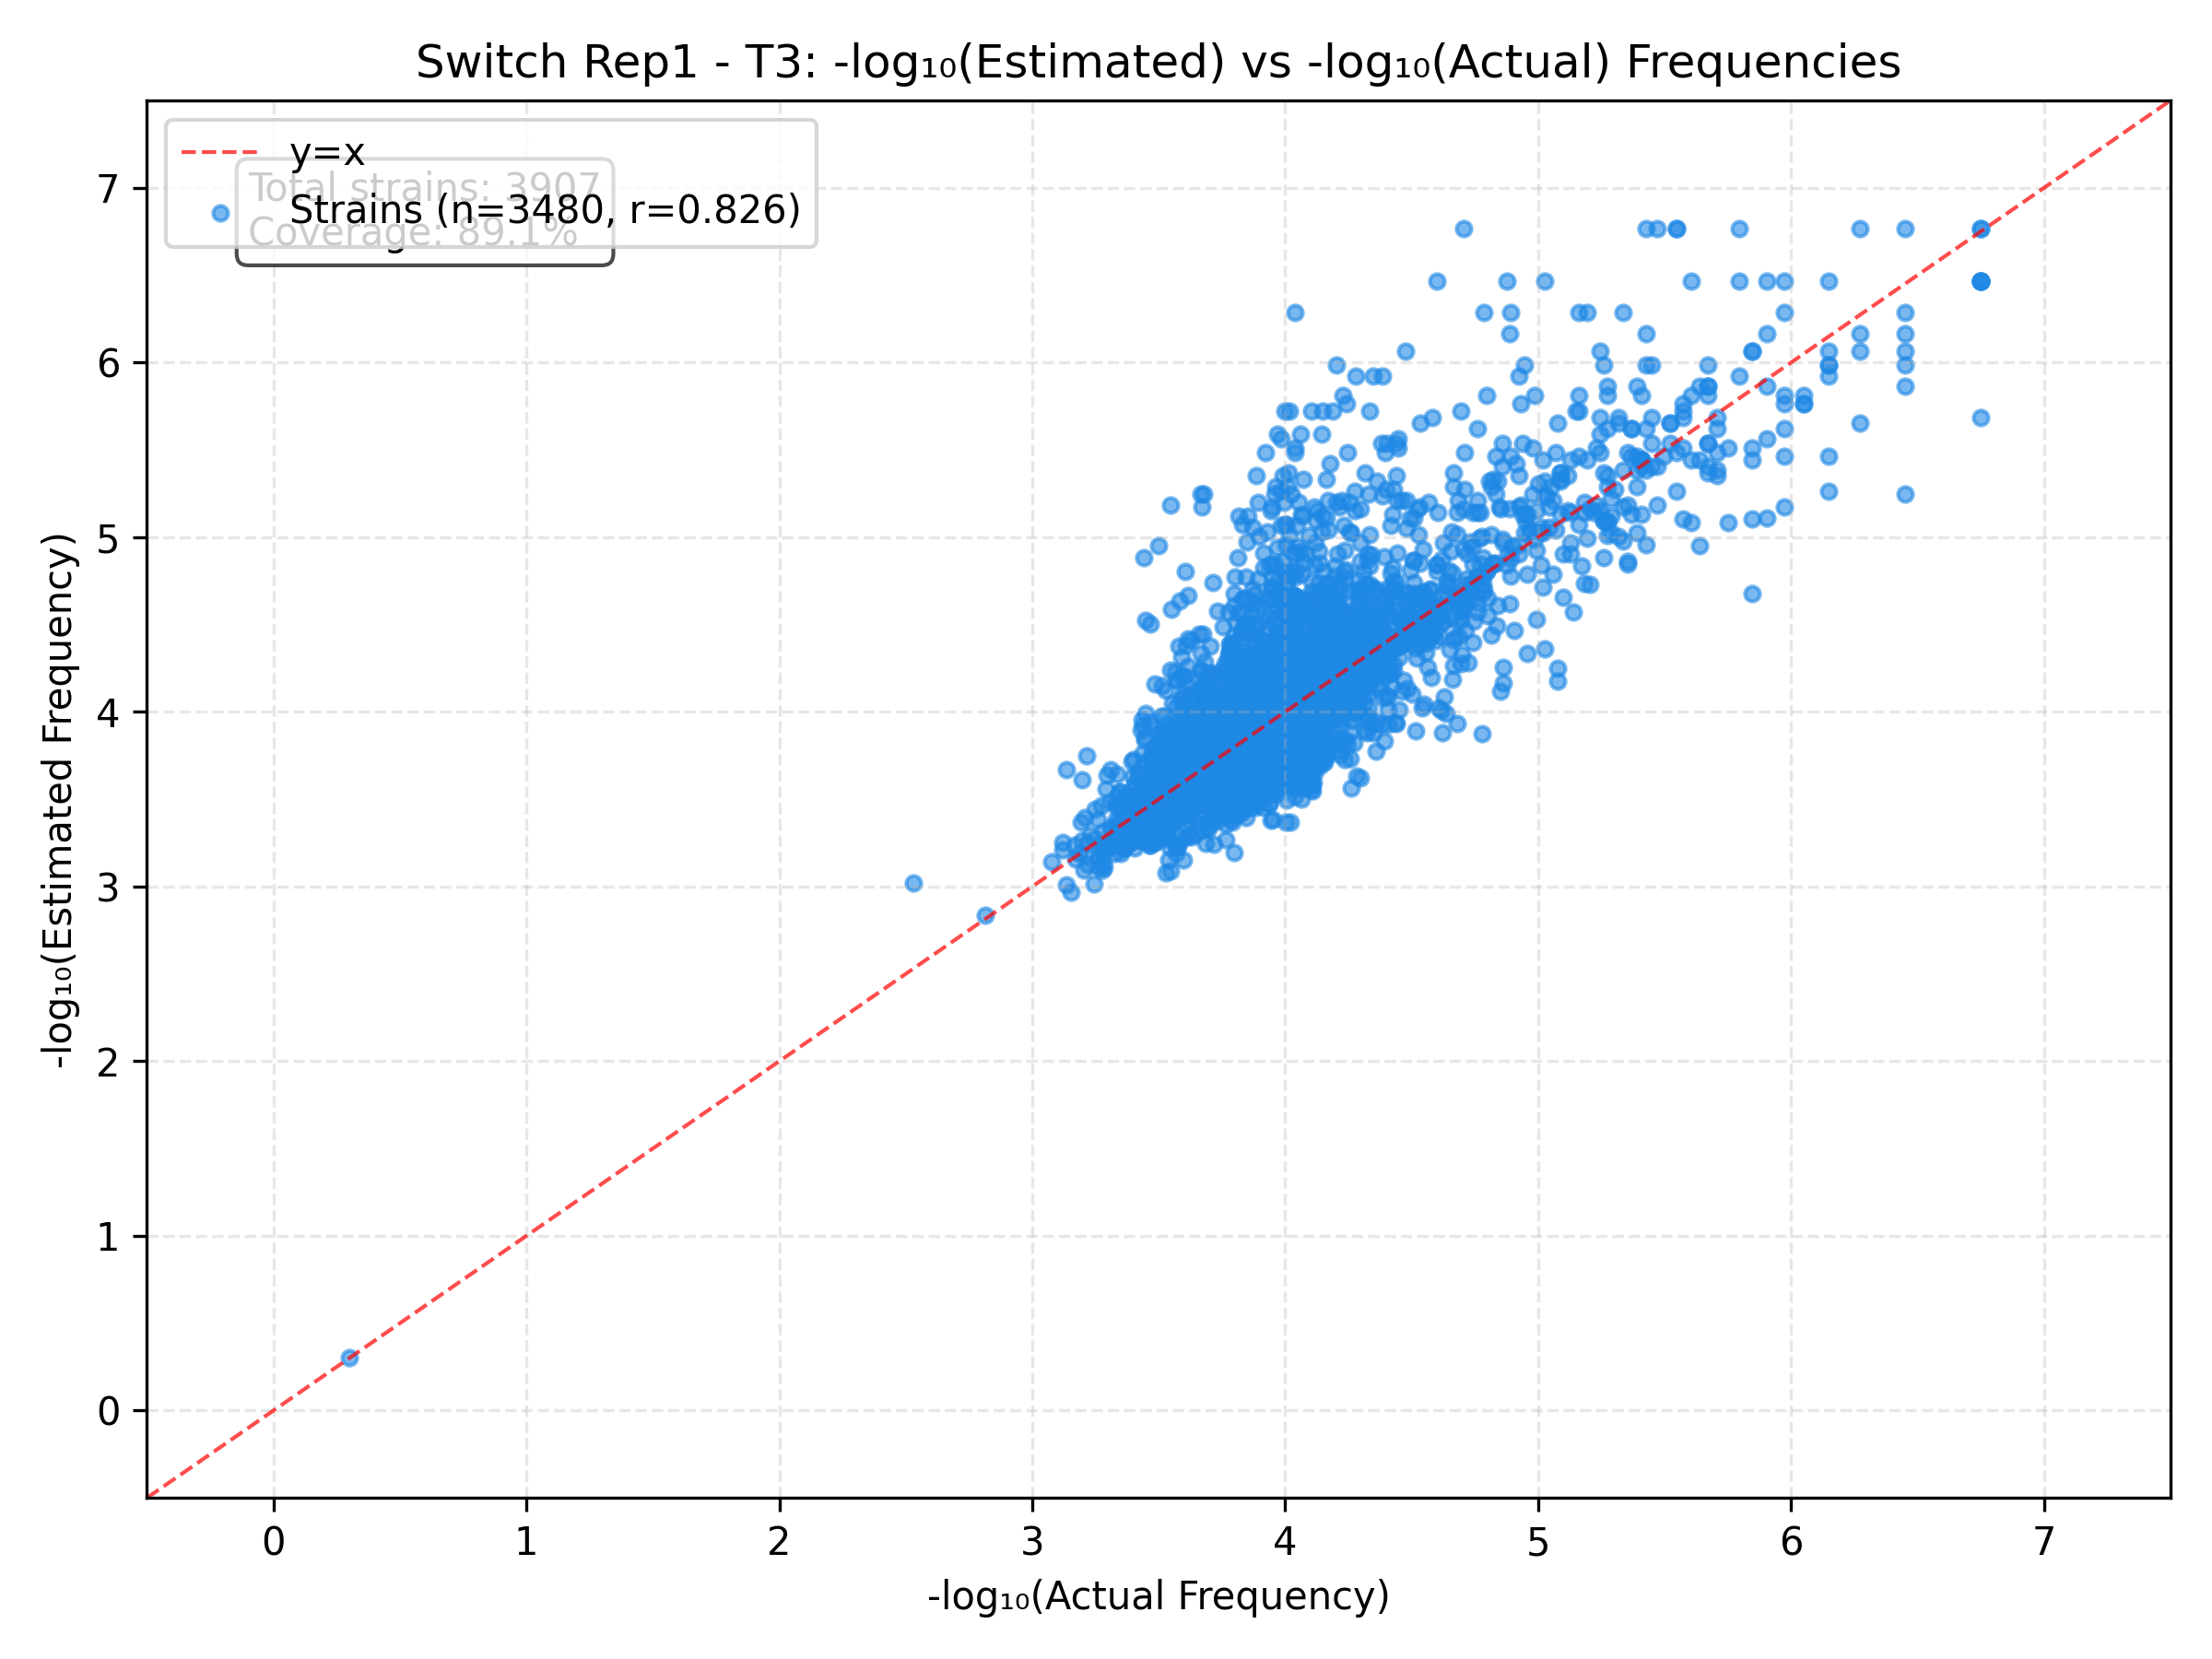 Switch Rep1 - T3: -log₁₀(Estimated) vs -log₁₀(Actual) Frequencies
y=x
Strains (n=3480, r=0.826)
Total strains: 3907
Coverage: 89.1%
-log₁₀(Estimated Frequency)
7
6
5
4
3
2
1
0
0
1
2
3
4
5
6
7
-log₁₀(Actual Frequency)